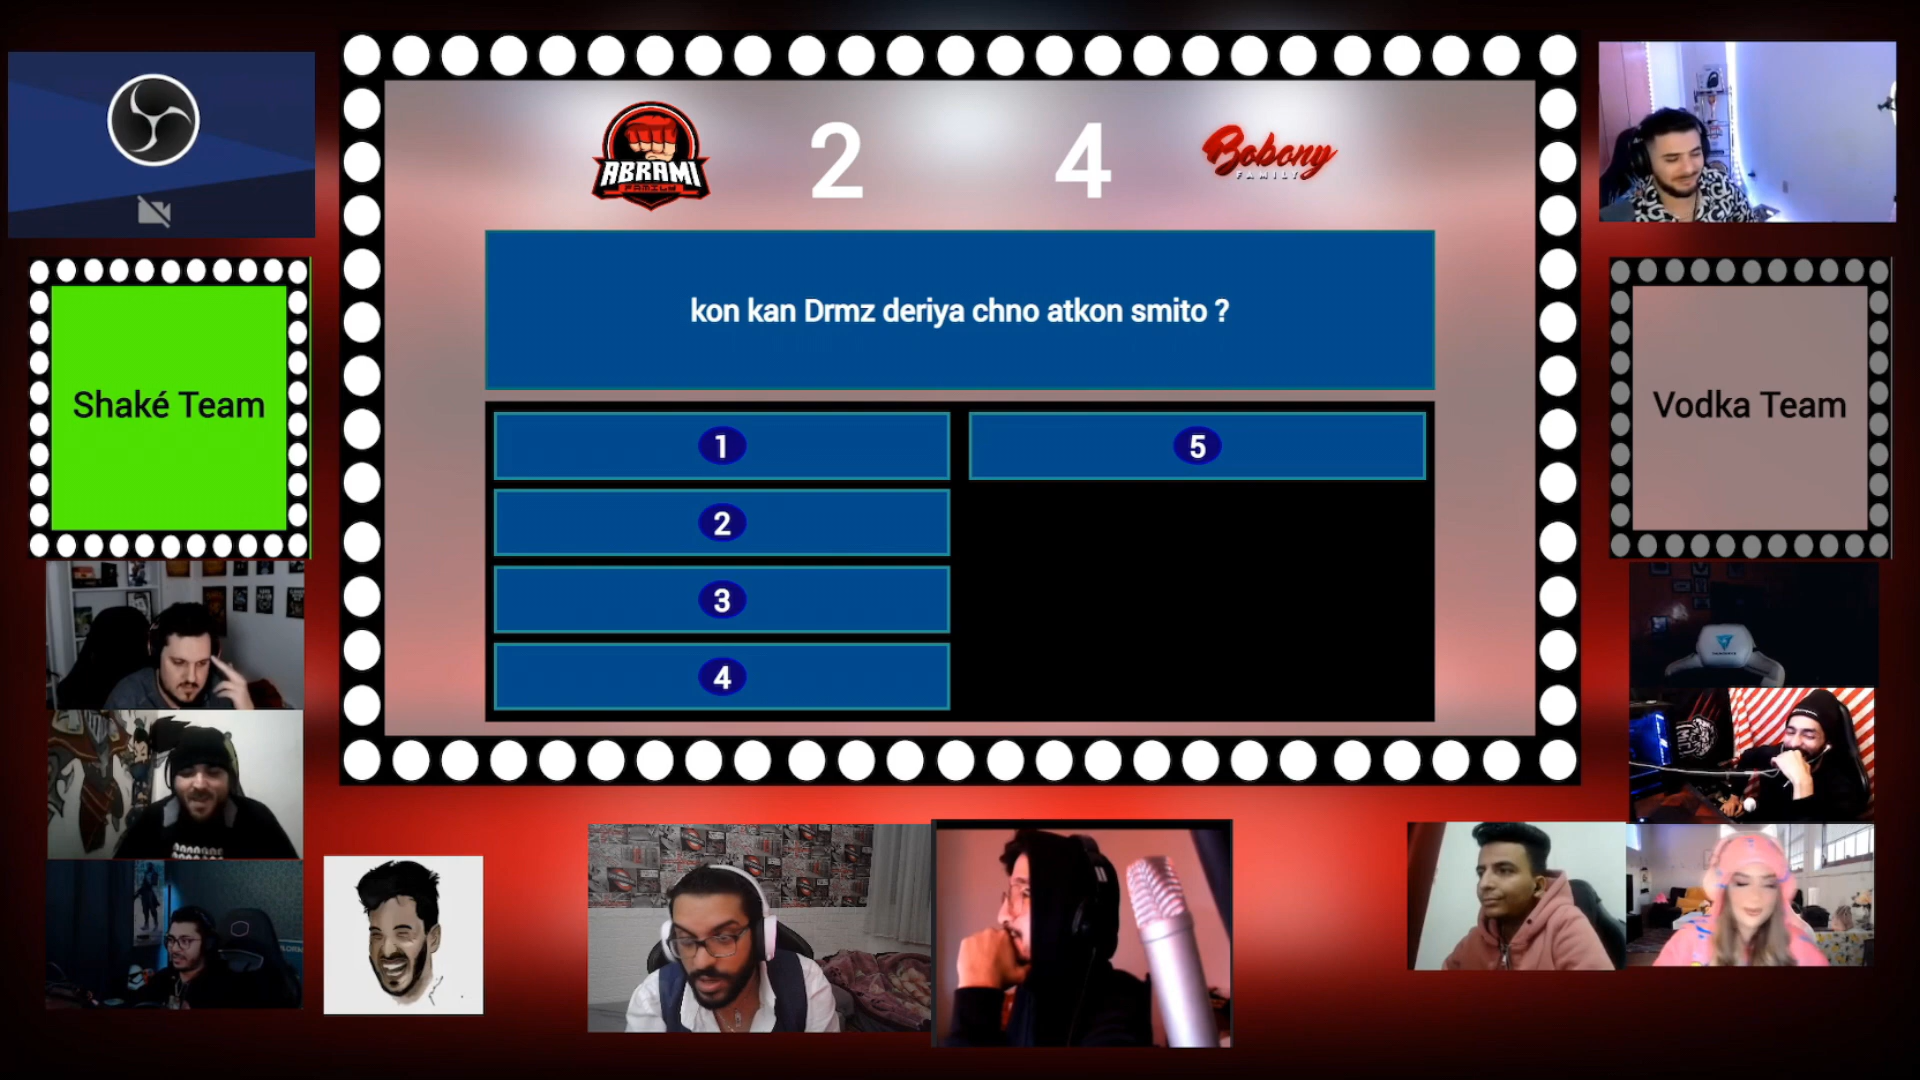 ABRAMI
FAMILY
2
4
Bobony
FAMILY
kon kan Drmz deriya chno atkon smito ?
Shaké Team
Vodka Team
1
5
2
3
4